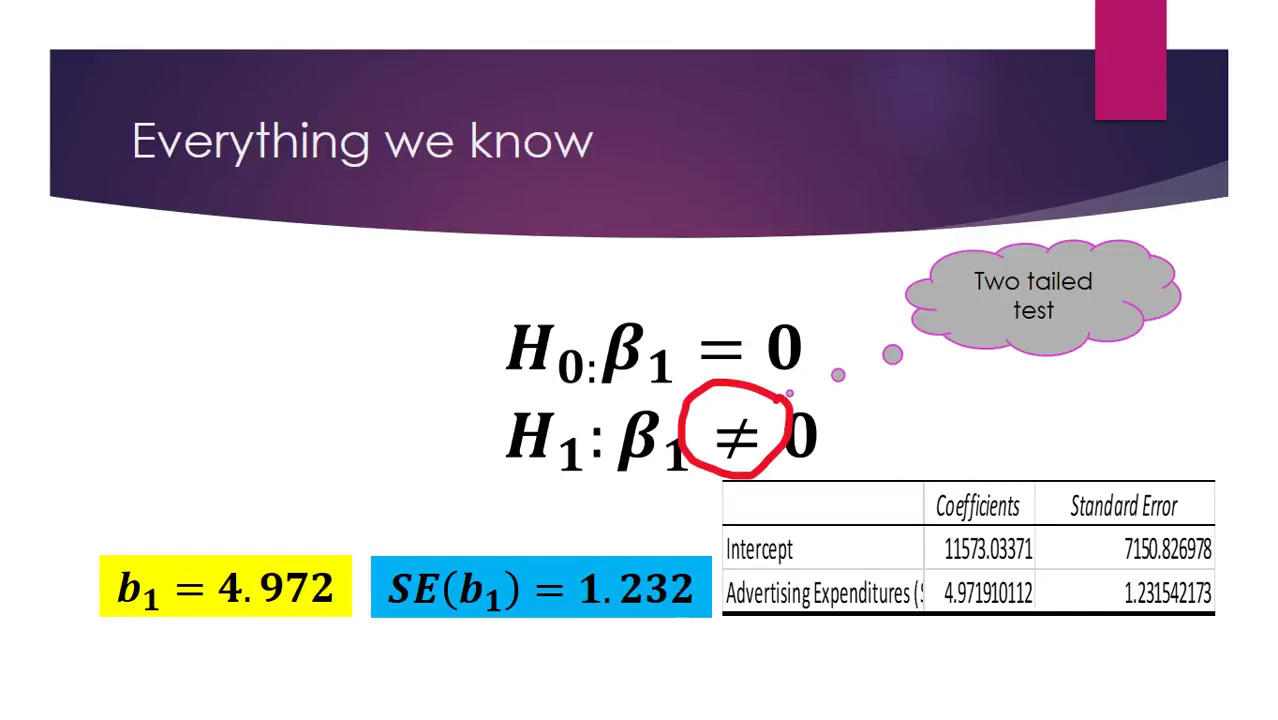 Everything we know
Two tailed
test
H₀:β₁ = 0
H₁: β₁ ≠ 0
Coefficients Standard Error
Intercept 11573.03371 7150.826978
Advertising Expenditures ($ 4.971910112 1.231542173
b₁ = 4.972
SE(b₁) = 1.232